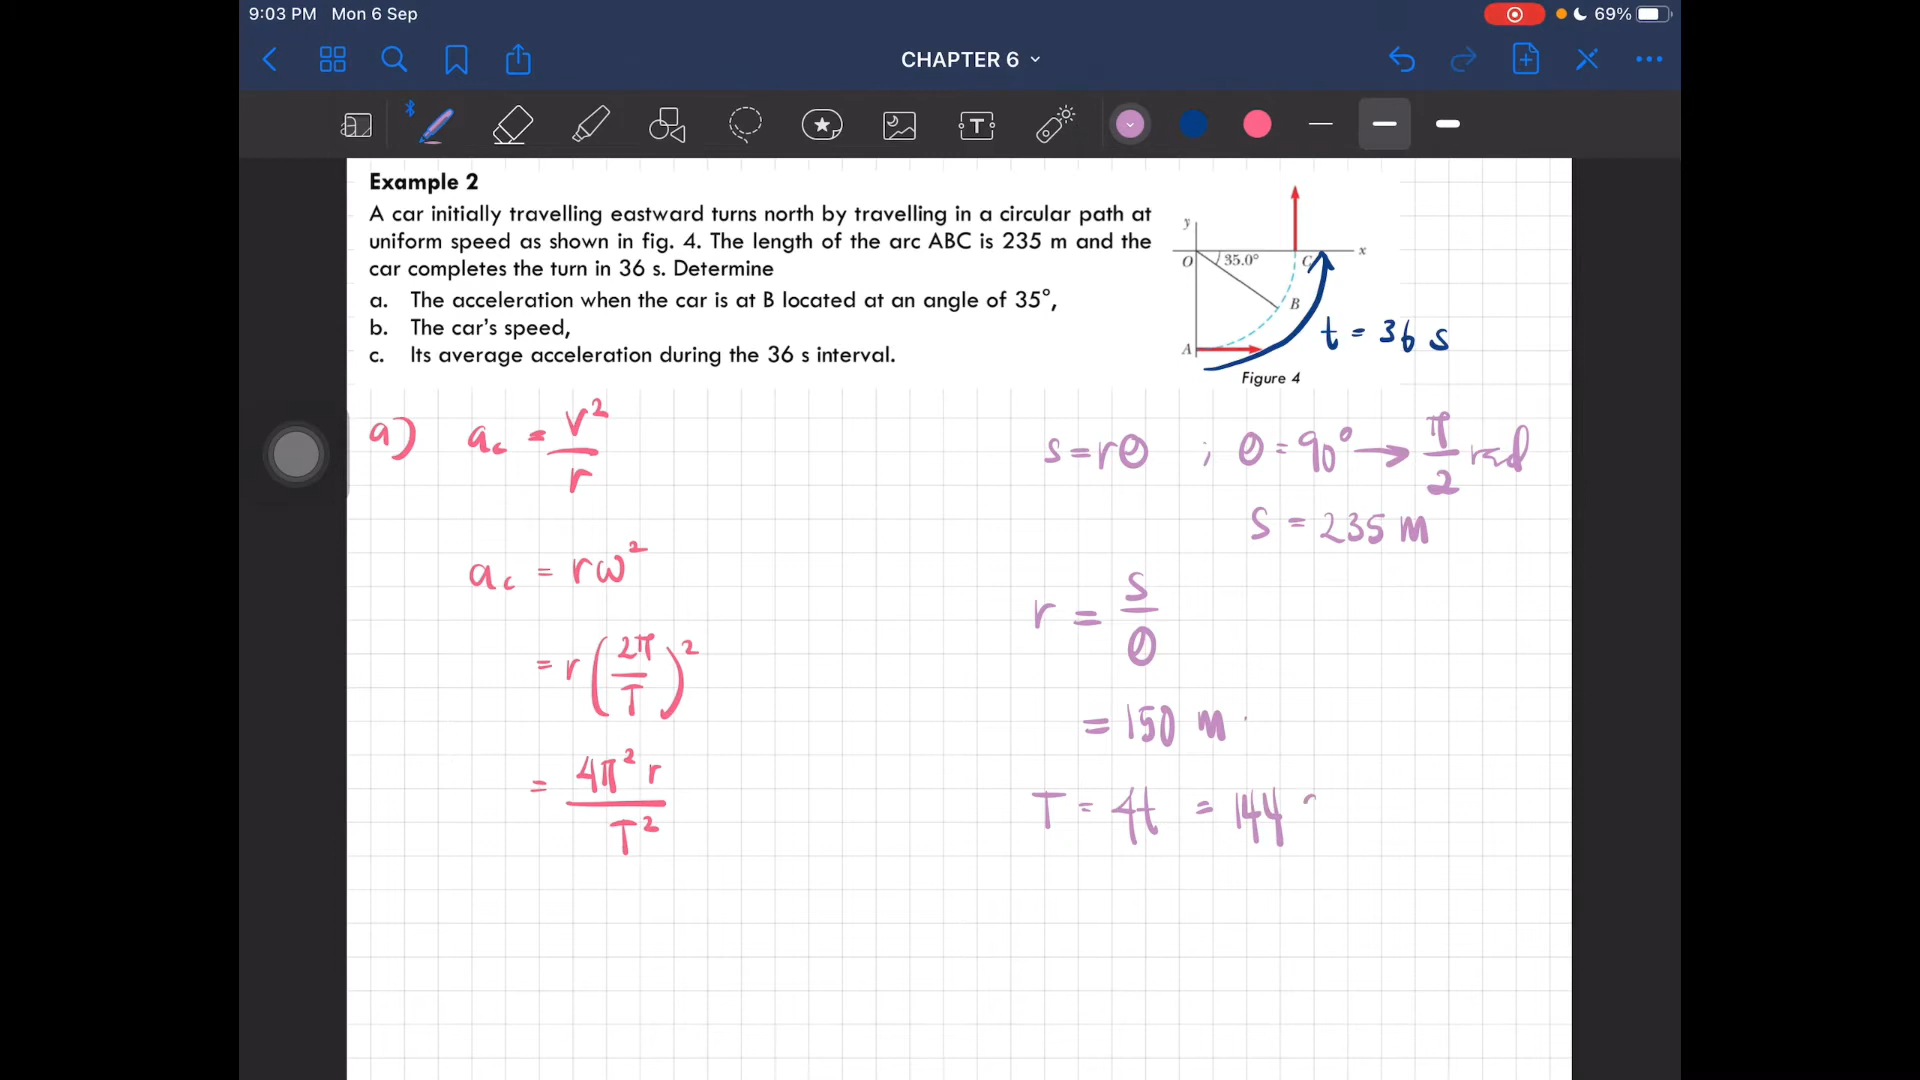 9:03 PM Mon 6 Sep
69%
CHAPTER 6
Example 2
A car initially travelling eastward turns north by travelling in a circular path at
uniform speed as shown in fig. 4. The length of the arc ABC is 235 m and the
car completes the turn in 36 s. Determine
a. The acceleration when the car is at B located at an angle of 35°,
b. The car's speed,
c. Its average acceleration during the 36 s interval.
y
x
O
35.0°
C
B
A
Figure 4
t = 36 s
a) a_c = v²/r
a_c = rω²
= r(2π/T)²
= 4π²r/T²
s = rθ ; θ = 90° → π/2 rad
S = 235 m
r = s/θ
= 150 m
T = 4t = 144